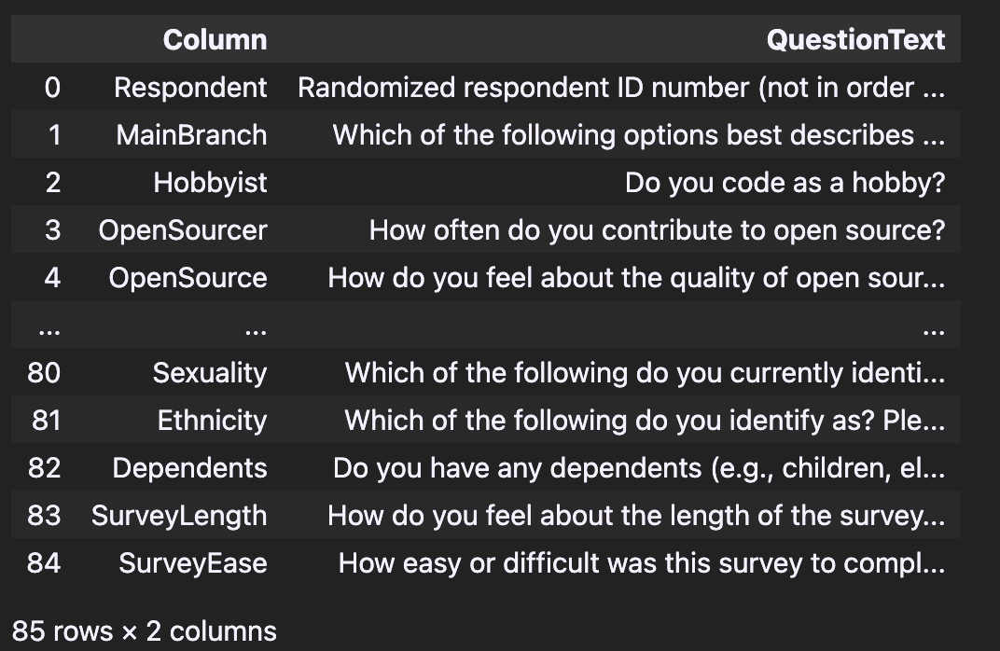 Column QuestionText
0 Respondent Randomized respondent ID number (not in order ...
1 MainBranch Which of the following options best describes ...
2 Hobbyist Do you code as a hobby?
3 OpenSourcer How often do you contribute to open source?
4 OpenSource How do you feel about the quality of open sour...
... ... ...
80 Sexuality Which of the following do you currently identi...
81 Ethnicity Which of the following do you identify as? Ple...
82 Dependents Do you have any dependents (e.g., children, el...
83 SurveyLength How do you feel about the length of the survey...
84 SurveyEase How easy or difficult was this survey to compl...
85 rows × 2 columns